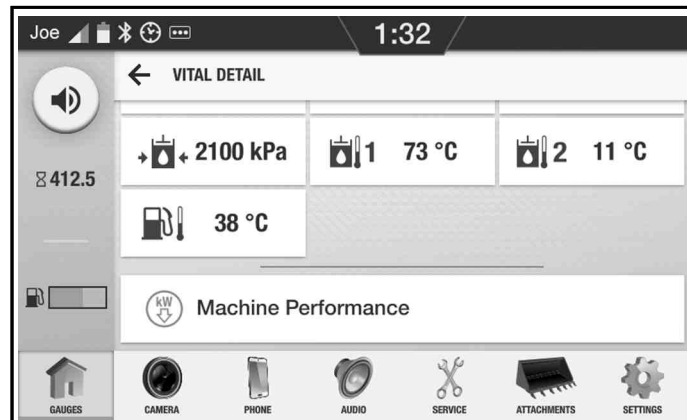 Joe
1:32
VITAL DETAIL
2100 kPa
1 73 °C
2 11 °C
412.5
38 °C
kW
Machine Performance
GAUGES
CAMERA
PHONE
AUDIO
SERVICE
ATTACHMENTS
SETTINGS